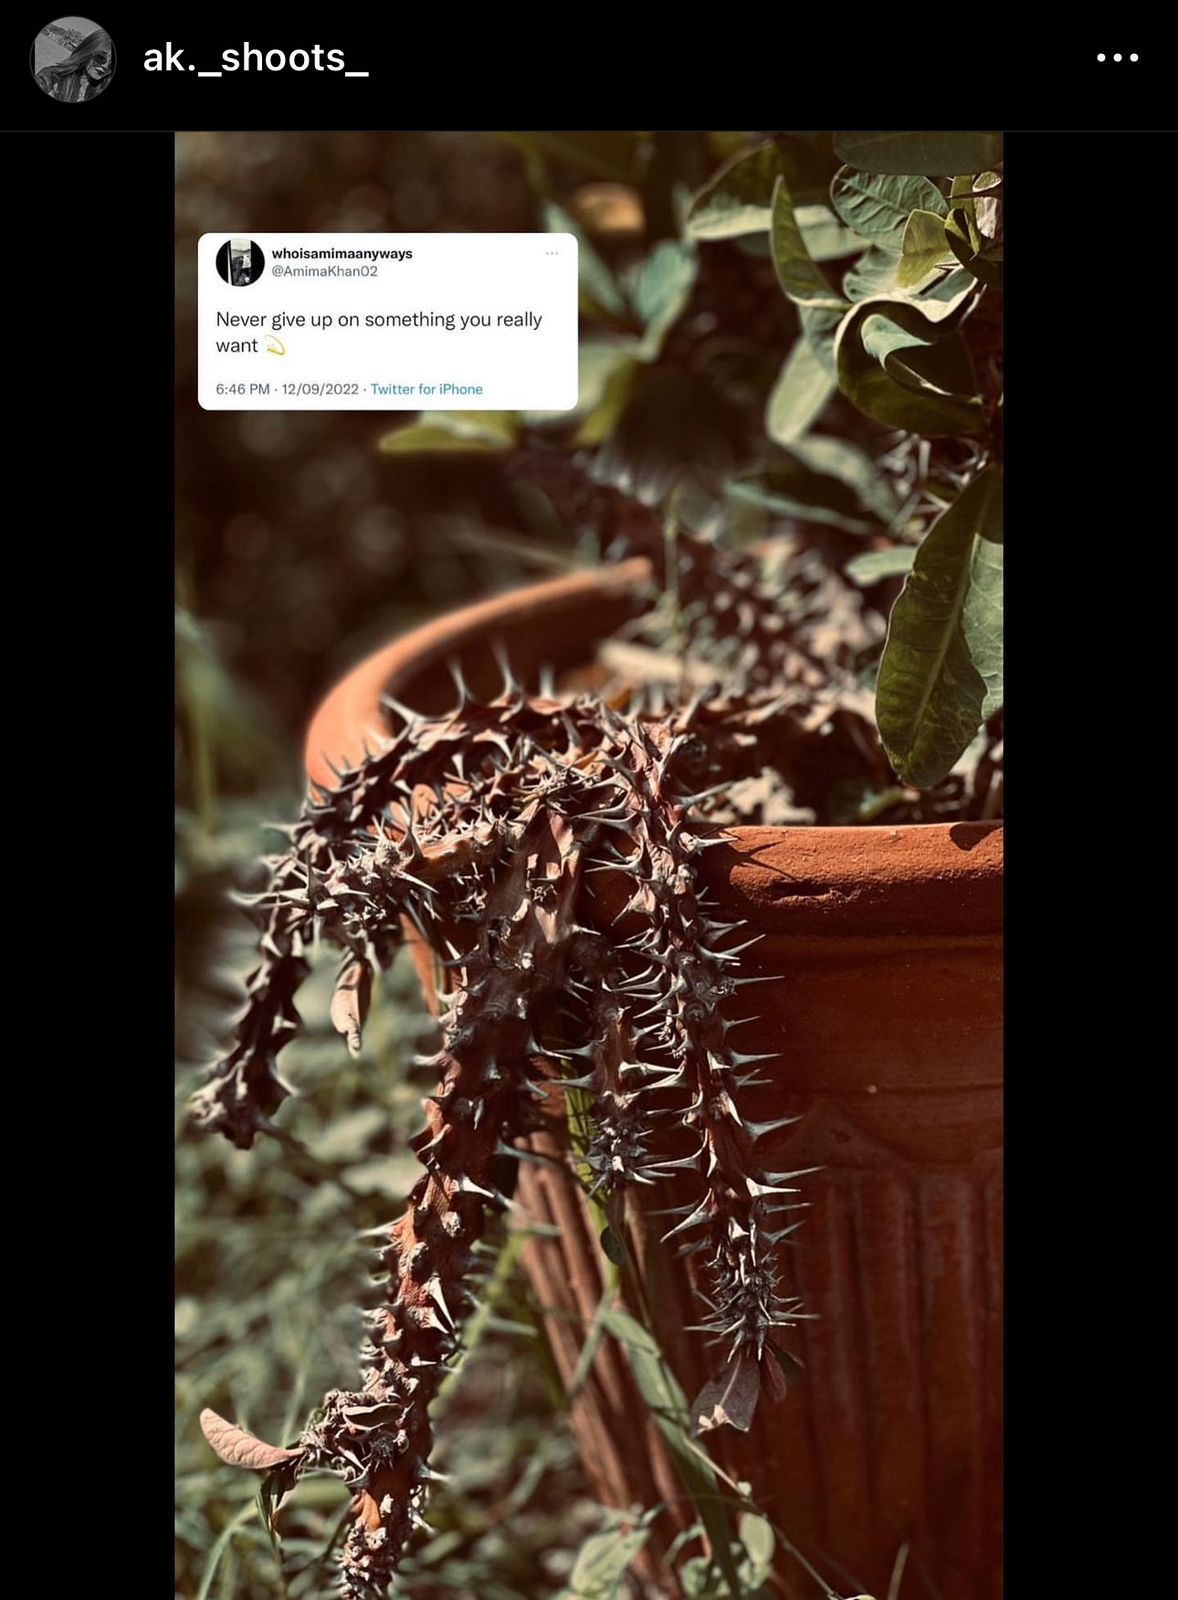 ak._shoots_
whoisamimaanyways
@AmimaKhan02
Never give up on something you really
want 💫
6:46 PM · 12/09/2022 · Twitter for iPhone